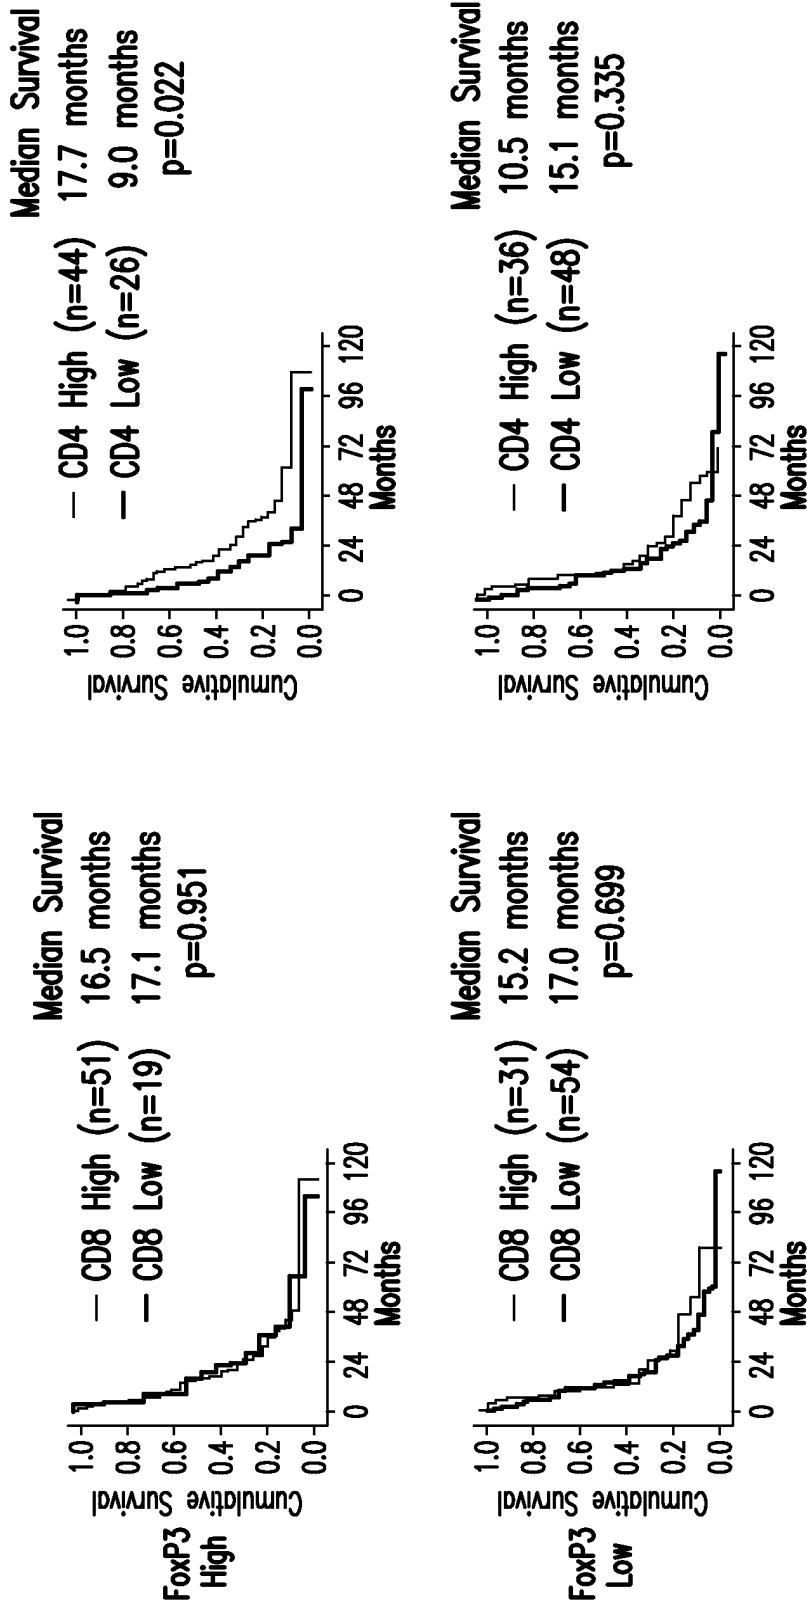 FoxP3
High
Cumulative Survival
1.0
0.8
0.6
0.4
0.2
0.0
0 24 48 72 96 120
Months
Median Survival
CD8 High (n=51) 16.5 months
CD8 Low (n=19) 17.1 months
p=0.951
Cumulative Survival
1.0
0.8
0.6
0.4
0.2
0.0
0 24 48 72 96 120
Months
Median Survival
CD4 High (n=44) 17.7 months
CD4 Low (n=26) 9.0 months
p=0.022
FoxP3
Low
Cumulative Survival
1.0
0.8
0.6
0.4
0.2
0.0
0 24 48 72 96 120
Months
Median Survival
CD8 High (n=31) 15.2 months
CD8 Low (n=54) 17.0 months
p=0.699
Cumulative Survival
1.0
0.8
0.6
0.4
0.2
0.0
0 24 48 72 96 120
Months
Median Survival
CD4 High (n=36) 10.5 months
CD4 Low (n=48) 15.1 months
p=0.335